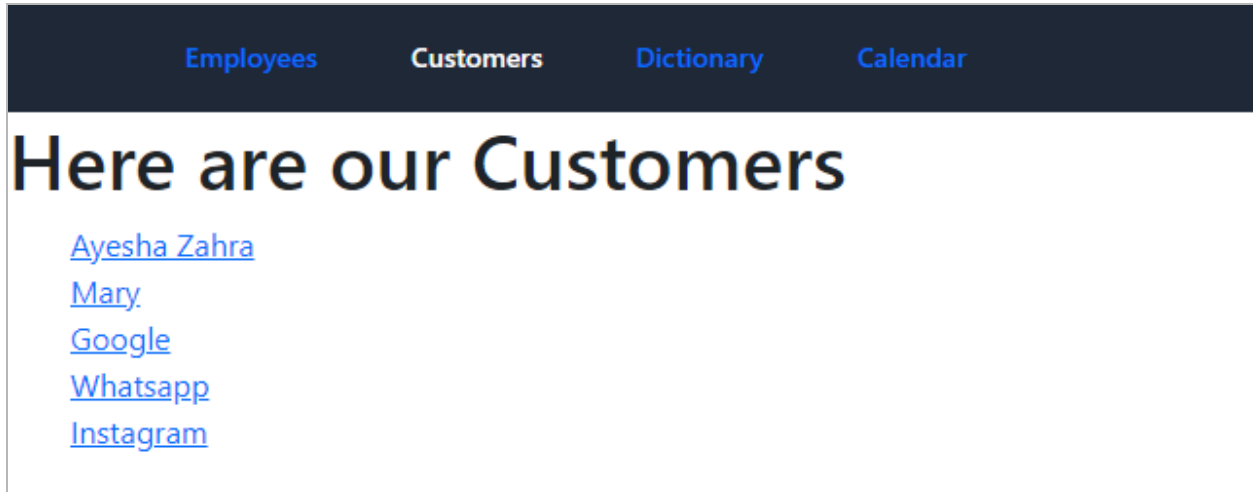 Employees Customers Dictionary Calendar
Here are our Customers
Ayesha Zahra
Mary
Google
Whatsapp
Instagram